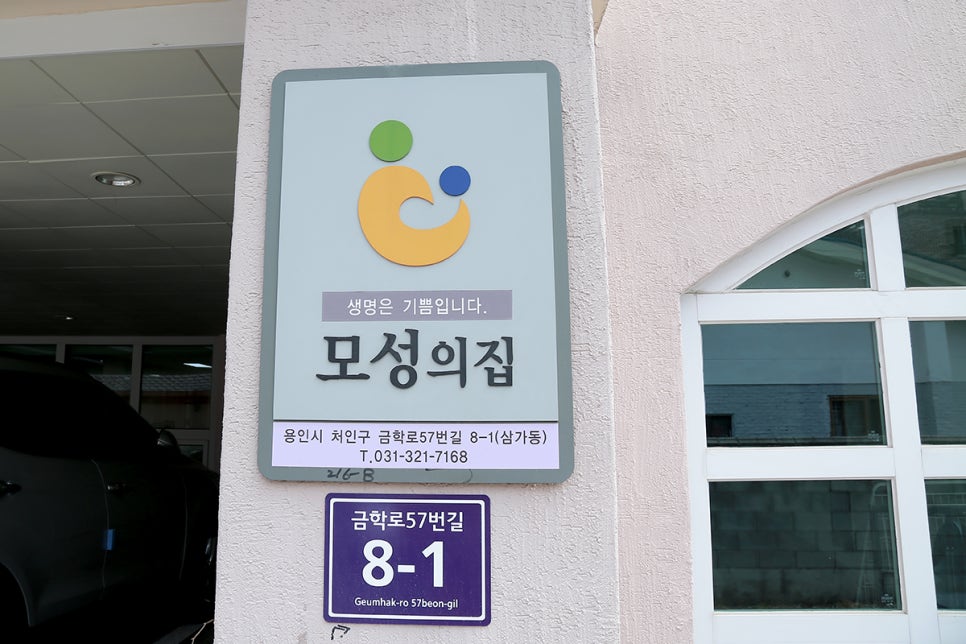 생명은 기쁨입니다.
모성의집
용인시 처인구 금학로57번길 8-1(삼가동)
T.031-321-7168
금학로57번길
8-1
Geumhak-ro 57beon-gil